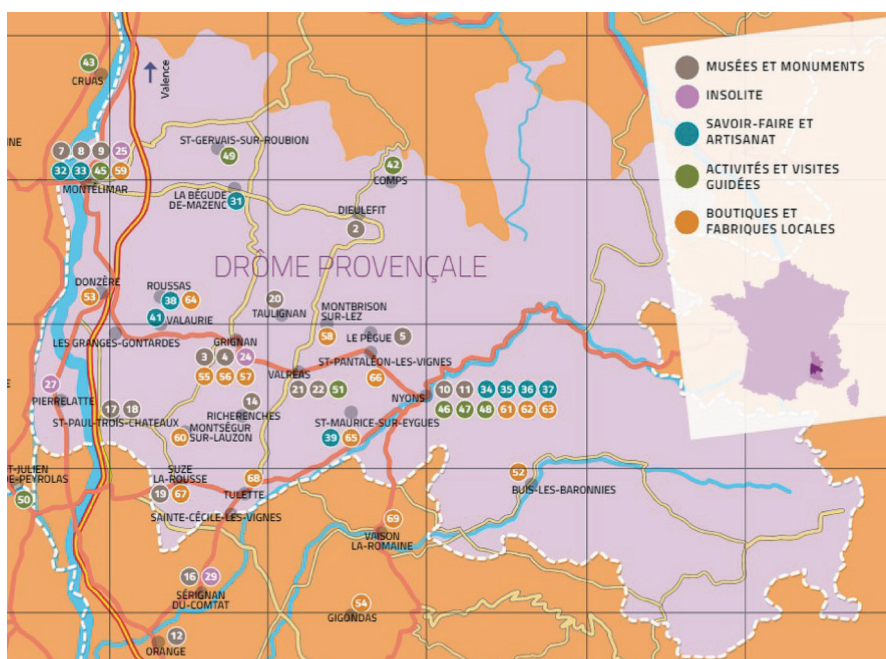 43
CRUAS
Valence
MUSÉES ET MONUMENTS
INSOLITE
SAVOIR-FAIRE ET
ARTISANAT
ACTIVITÉS ET VISITES
GUIDÉES
BOUTIQUES ET
FABRIQUES LOCALES
INE
7 8 9 25
32 33 45 59
MONTÉLIMAR
ST-GERVAIS-SUR-ROUBION
49
42
COMPS
LA BÉGUDE
DE-MAZENC
31
DIEULEFIT
2
DRÔME PROVENÇALE
DONZÈRE
53
ROUSSAS
38 64
41
VALAURIE
20
TAULIGNAN
MONTBRISON
SUR-LEZ
58
LE PÈGUE
5
LES GRANGES-GONTARDES
GRIGNAN
3 4 24
55 56 57
ST-PANTALÉON-LES-VIGNES
66
VALRÉAS
21 22 51
27
PIERRELATTE
17 18
ST-PAUL-TROIS-CHATEAUX
14
RICHERENCHES
NYONS
10 11 34 35 36 37
46 47 48 61 62 63
60
MONTSÉGUR
SUR-LAUZON
ST-MAURICE-SUR-EYGUES
39 65
T-JULIEN
DE-PEYROLAS
50
SUZE
LA-ROUSSE
19 67
68
TULETTE
52
BUIS-LES-BARONNIES
SAINTE-CÉCILE-LES-VIGNES
69
VAISON
LA-ROMAINE
16 29
SÉRIGNAN
DU-COMTAT
54
GIGONDAS
12
ORANGE